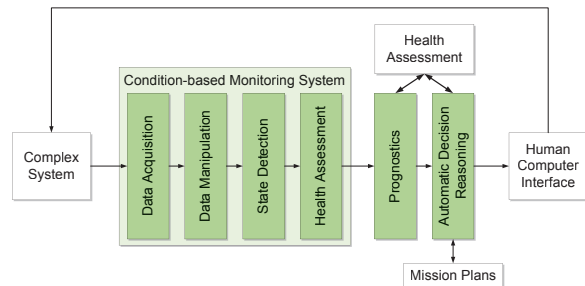 Health
Assessment
Condition-based Monitoring System
Complex
System
Data Acquisition
Data Manipulation
State Detection
Health Assessment
Prognostics
Automatic Decision
Reasoning
Human
Computer
Interface
Mission Plans